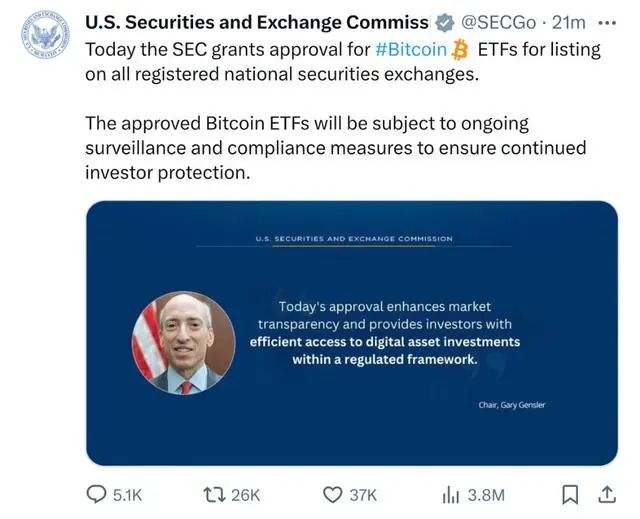 U.S. Securities and Exchange Commiss @SECGo · 21m ···
Today the SEC grants approval for #Bitcoin ETFs for listing
on all registered national securities exchanges.
The approved Bitcoin ETFs will be subject to ongoing
surveillance and compliance measures to ensure continued
investor protection.
U.S. SECURITIES AND EXCHANGE COMMISSION
Today's approval enhances market
transparency and provides investors with
efficient access to digital asset investments
within a regulated framework.
Chair, Gary Gensler
5.1K 26K 37K 3.8M